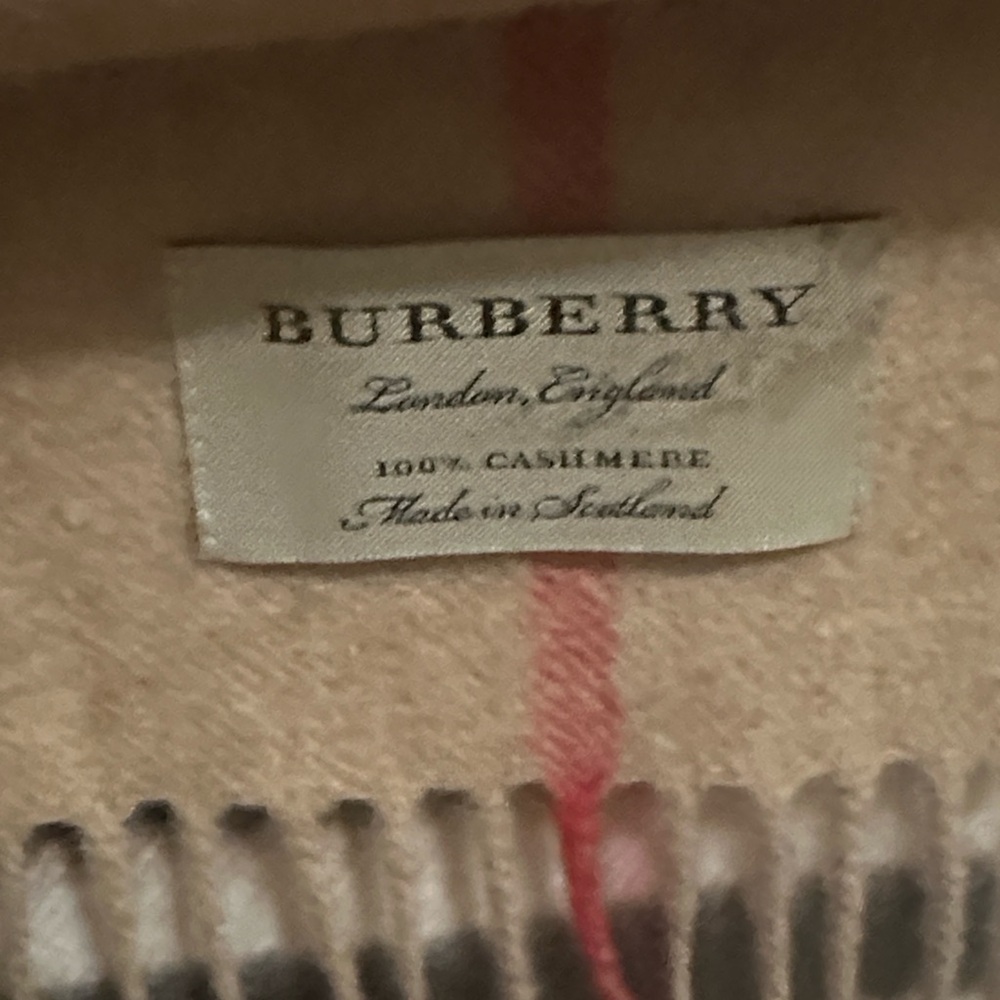 BURBERRY
London, England
100% CASHMERE
Made in Scotland